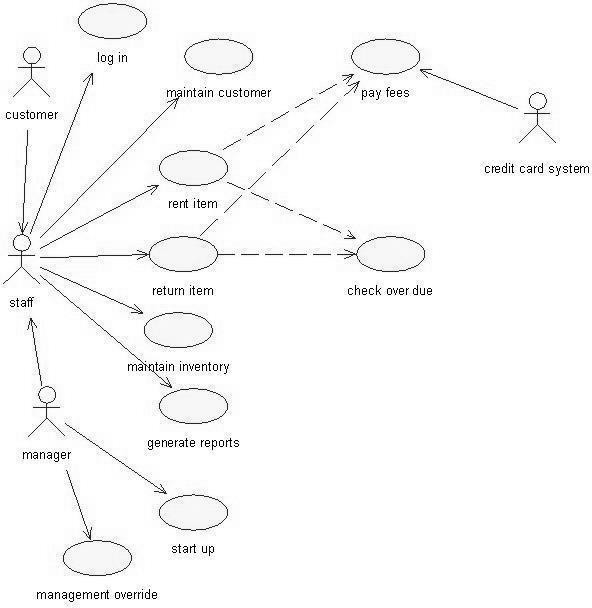 log in
maintain customer
pay fees
customer
credit card system
rent item
return item
check over due
staff
maintain inventory
generate reports
manager
start up
management override